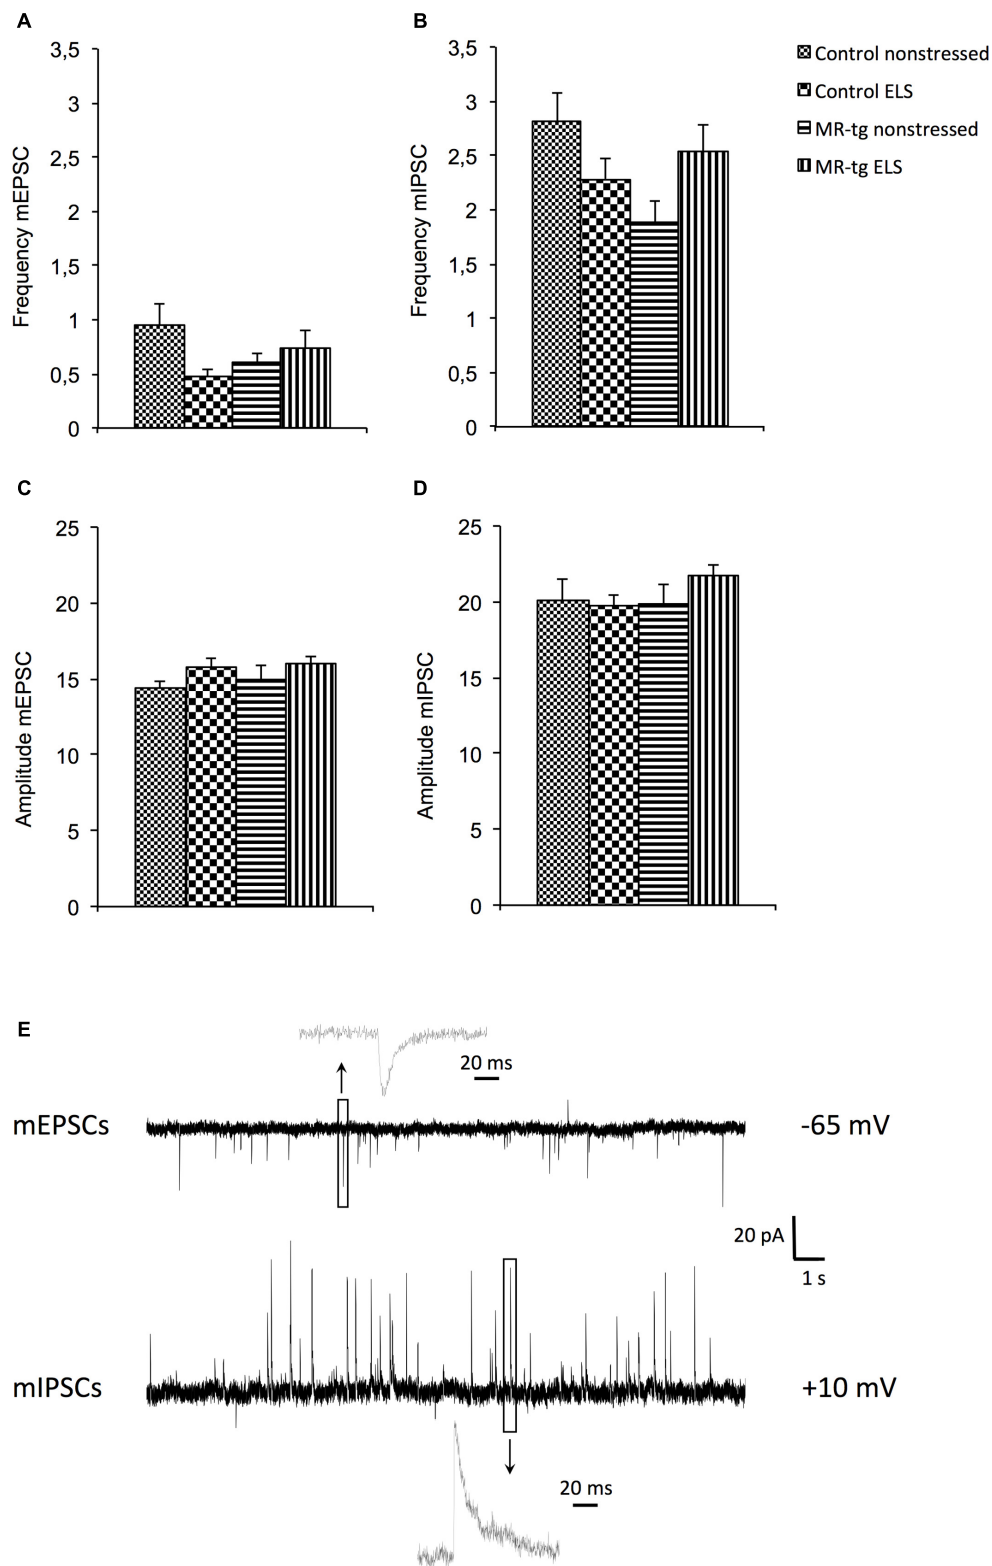 A
B
3,5
3
2,5
2
1,5
1
0,5
0
Frequency mEPSC
3,5
3
2,5
2
1,5
1
0,5
0
Frequency mIPSC
Control nonstressed
Control ELS
MR-tg nonstressed
MR-tg ELS
C
D
25
20
15
10
5
0
Amplitude mEPSC
25
20
15
10
5
0
Amplitude mIPSC
E
20 ms
mEPSCs
-65 mV
20 pA
1 s
mIPSCs
+10 mV
20 ms